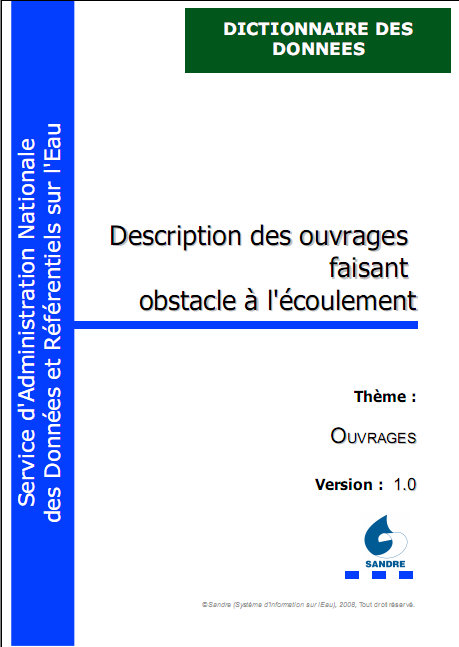 DICTIONNAIRE DES
DONNEES
Service d'Administration Nationale
des Données et Référentiels sur l'Eau
Description des ouvrages
faisant
obstacle à l'écoulement
Thème :
OUVRAGES
Version : 1.0
SANDRE
©Sandre (Système d'Information sur l'Eau), 2008, Tout droit réservé.